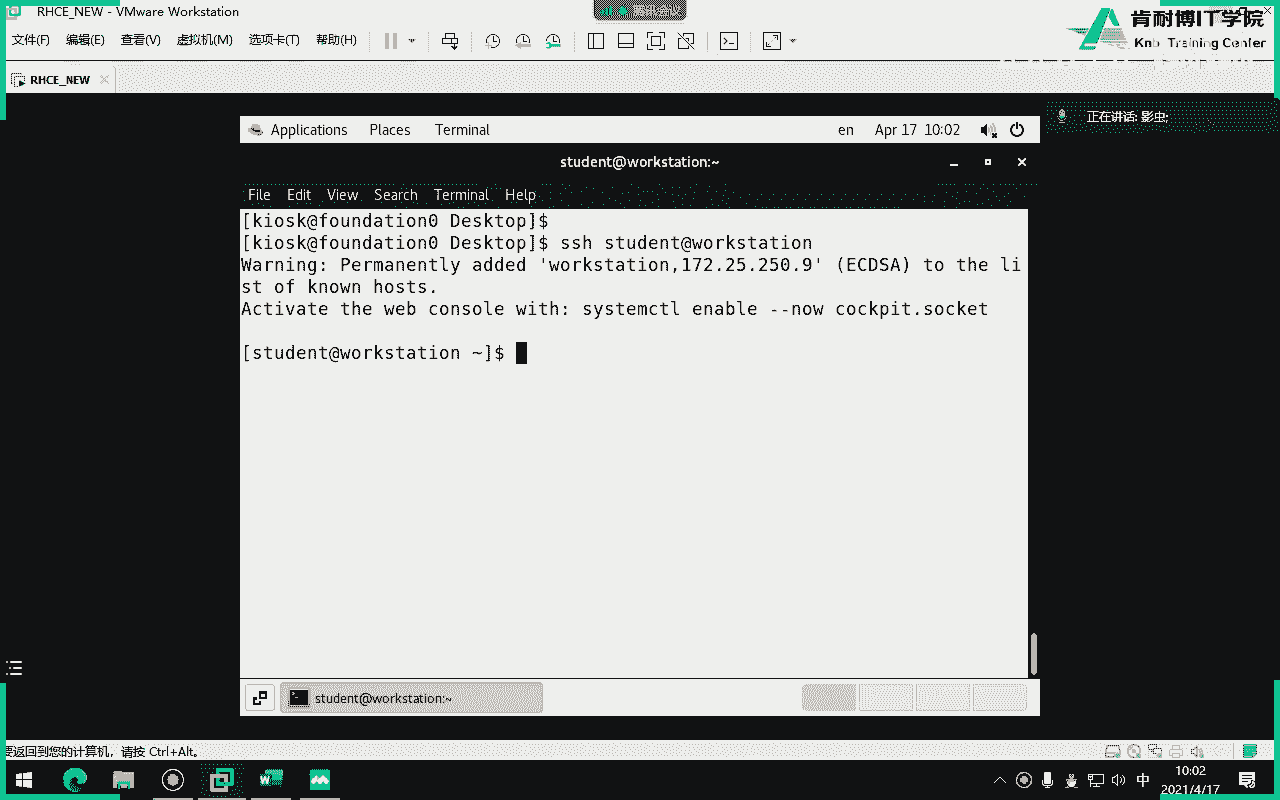 RHCE_NEW - VMware Workstation
文件(F) 编辑(E) 查看(V) 虚拟机(M) 选项卡(T) 帮助(H)
肯耐博IT学院
Knb Training Center
RHCE_NEW
正在讲话: 影虫;
Applications Places Terminal en Apr 17 10:02
student@workstation:~
File Edit View Search Terminal Help
[kiosk@foundation0 Desktop]$
[kiosk@foundation0 Desktop]$ ssh student@workstation
Warning: Permanently added 'workstation,172.25.250.9' (ECDSA) to the li
st of known hosts.
Activate the web console with: systemctl enable --now cockpit.socket
[student@workstation ~]$
student@workstation:~
要返回到您的计算机，请按 Ctrl+Alt。
中
10:02
2021/4/17